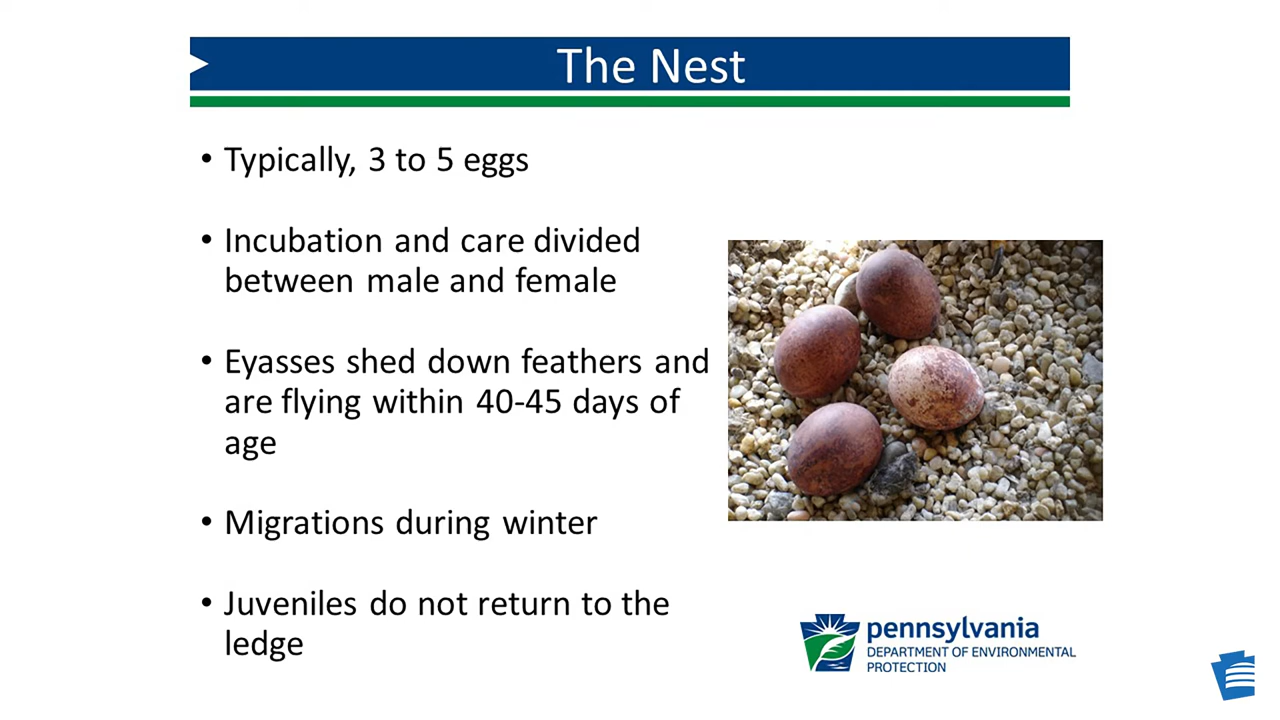 The Nest
• Typically, 3 to 5 eggs
• Incubation and care divided
between male and female
• Eyasses shed down feathers and
are flying within 40-45 days of
age
• Migrations during winter
• Juveniles do not return to the
ledge
pennsylvania
DEPARTMENT OF ENVIRONMENTAL
PROTECTION